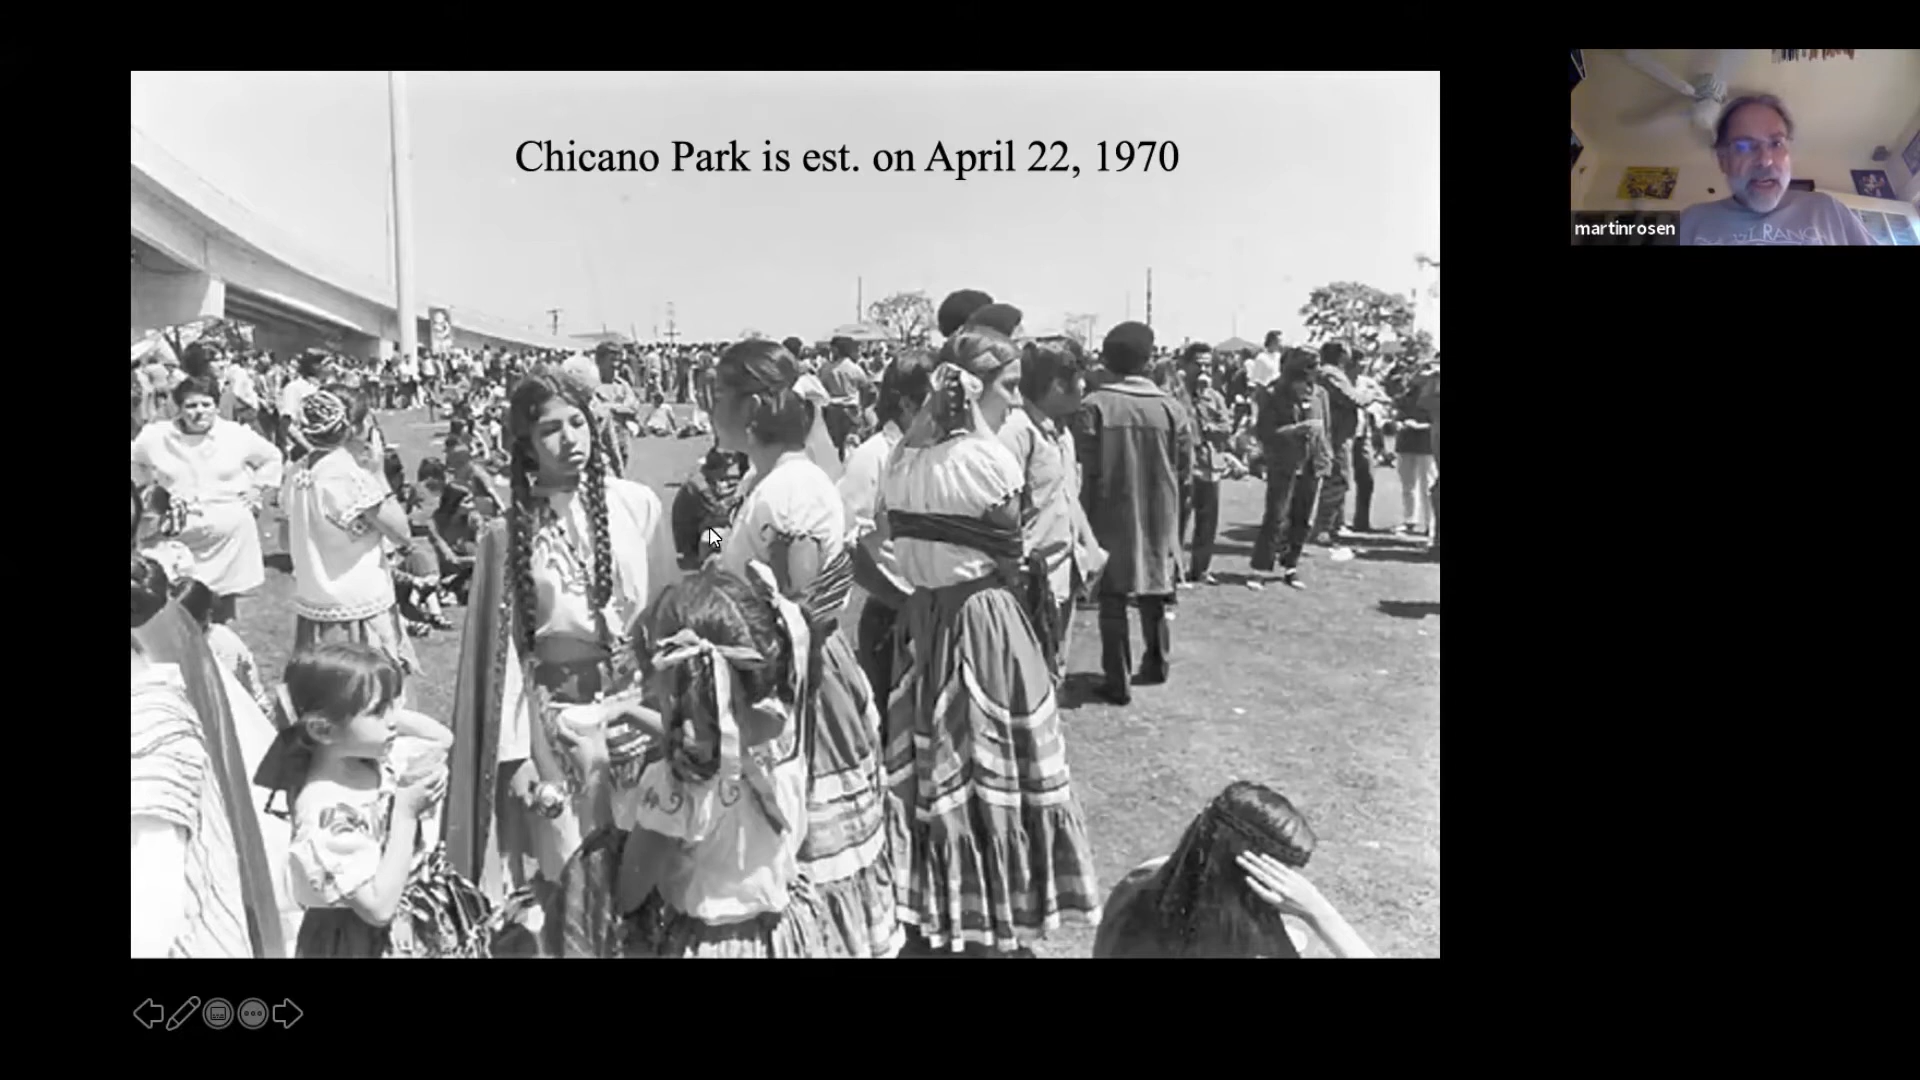 Chicano Park is est. on April 22, 1970
martinrosen